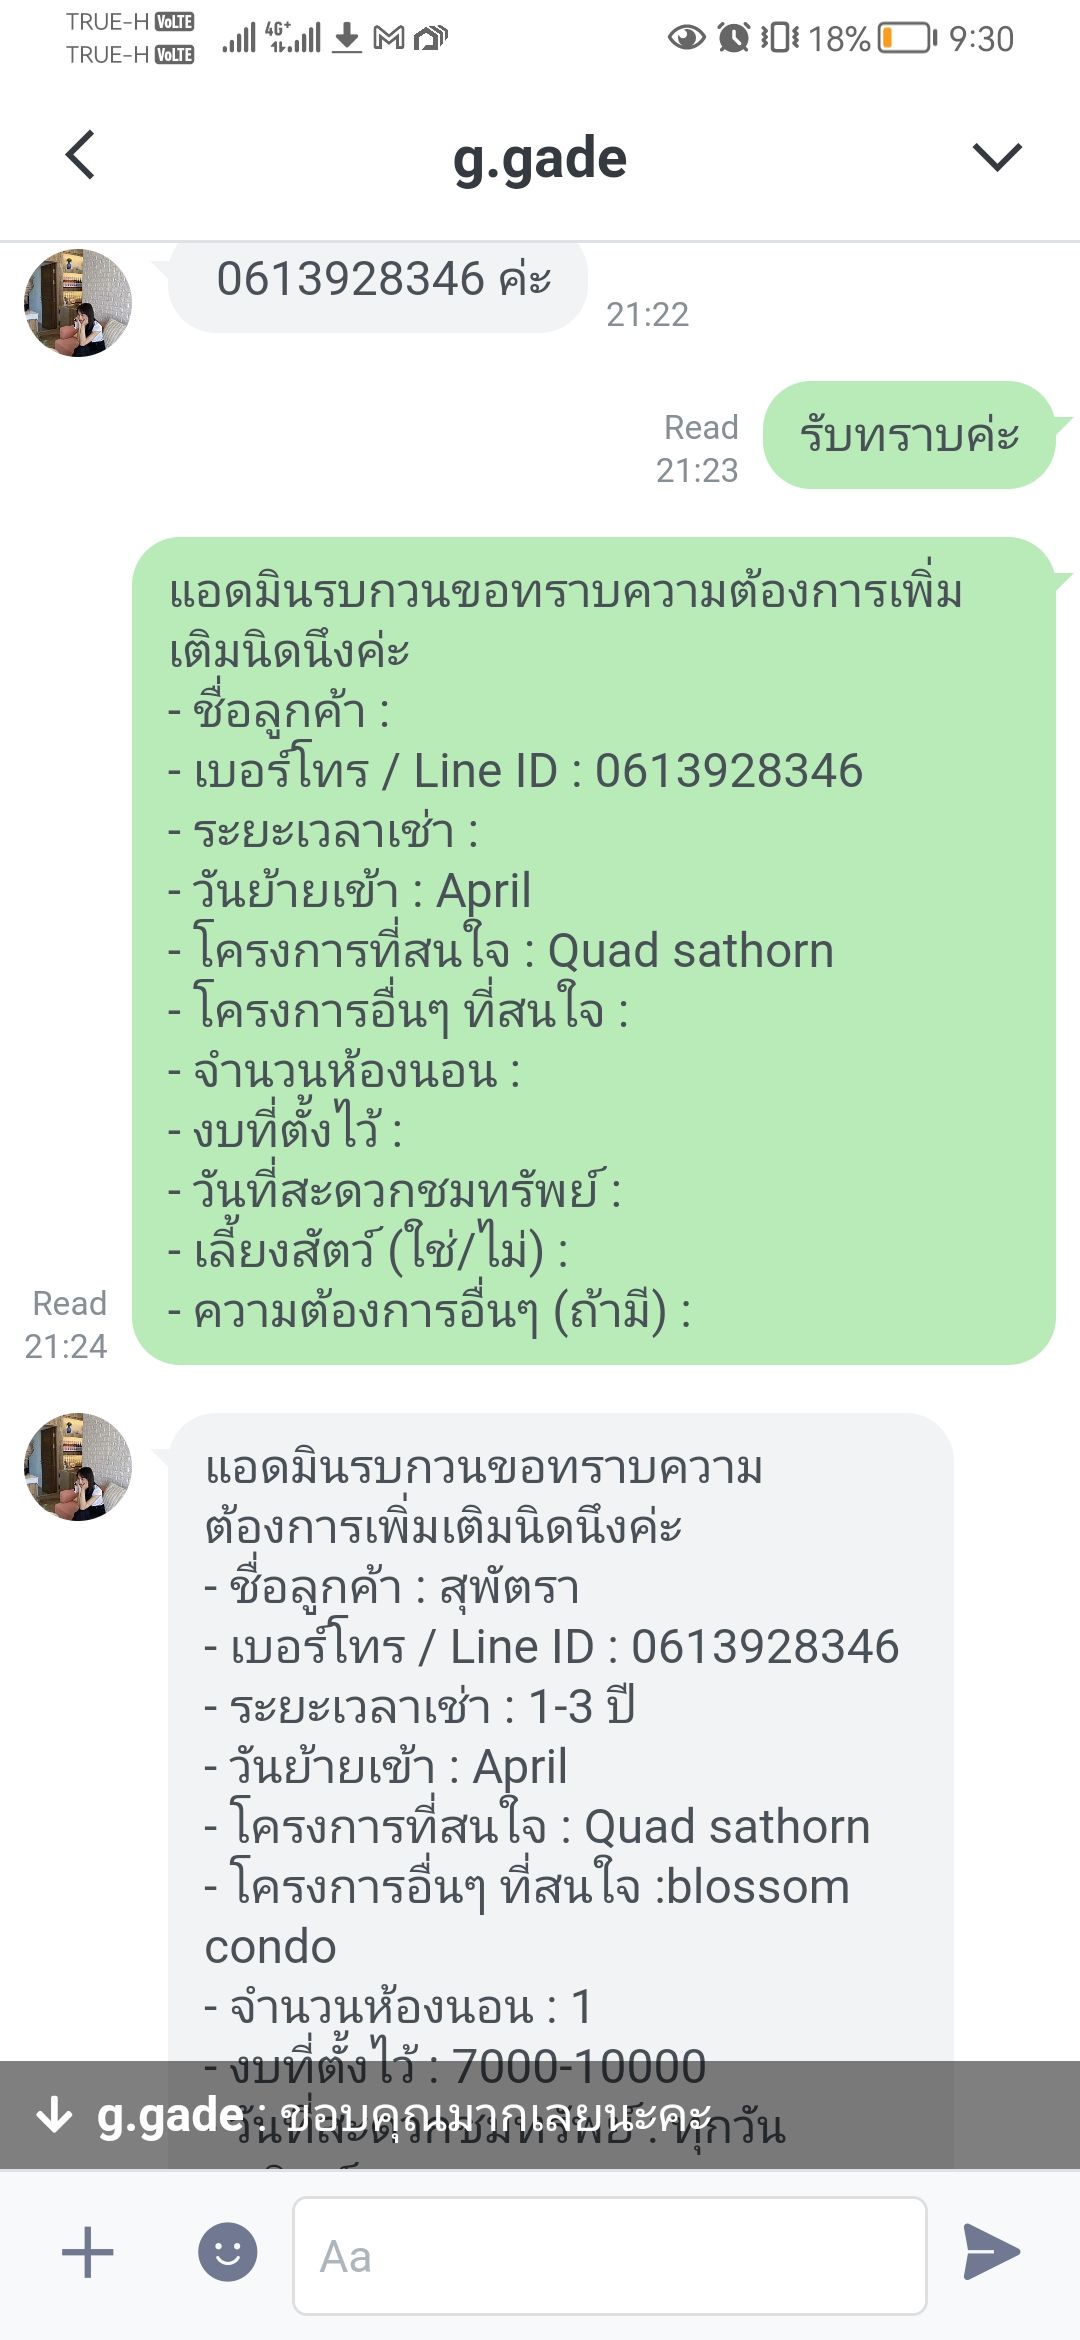 TRUE-H VoLTE
TRUE-H VoLTE
4G+
18%
9:30
g.gade
0613928346 ค่ะ
21:22
Read
21:23
รับทราบค่ะ
แอดมินรบกวนขอทราบความต้องการเพิ่ม
เติมนิดนึงค่ะ
- ชื่อลูกค้า :
- เบอร์โทร / Line ID : 0613928346
- ระยะเวลาเช่า :
- วันย้ายเข้า : April
- โครงการที่สนใจ : Quad sathorn
- โครงการอื่นๆ ที่สนใจ :
- จำนวนห้องนอน :
- งบที่ตั้งไว้ :
- วันที่สะดวกชมทรัพย์ :
- เลี้ยงสัตว์ (ใช่/ไม่) :
- ความต้องการอื่นๆ (ถ้ามี) :
Read
21:24
แอดมินรบกวนขอทราบความ
ต้องการเพิ่มเติมนิดนึงค่ะ
- ชื่อลูกค้า : สุพัตรา
- เบอร์โทร / Line ID : 0613928346
- ระยะเวลาเช่า : 1-3 ปี
- วันย้ายเข้า : April
- โครงการที่สนใจ : Quad sathorn
- โครงการอื่นๆ ที่สนใจ :blossom
condo
- จำนวนห้องนอน : 1
- งบที่ตั้งไว้ : 7000-10000
วันที่สะดวกชมทรัพย์ : ทุกวัน
g.gade : ขอบคุณมากเลยนะคะ
Aa